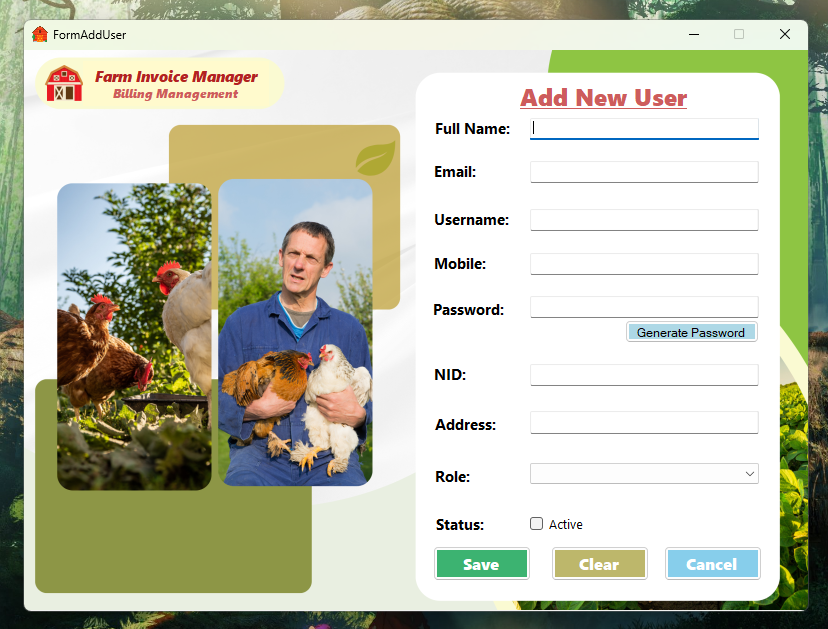 FormAddUser
Farm Invoice Manager
Billing Management
Add New User
Full Name:
Email:
Username:
Mobile:
Password:
Generate Password
NID:
Address:
Role:
Status: Active
Save Clear Cancel